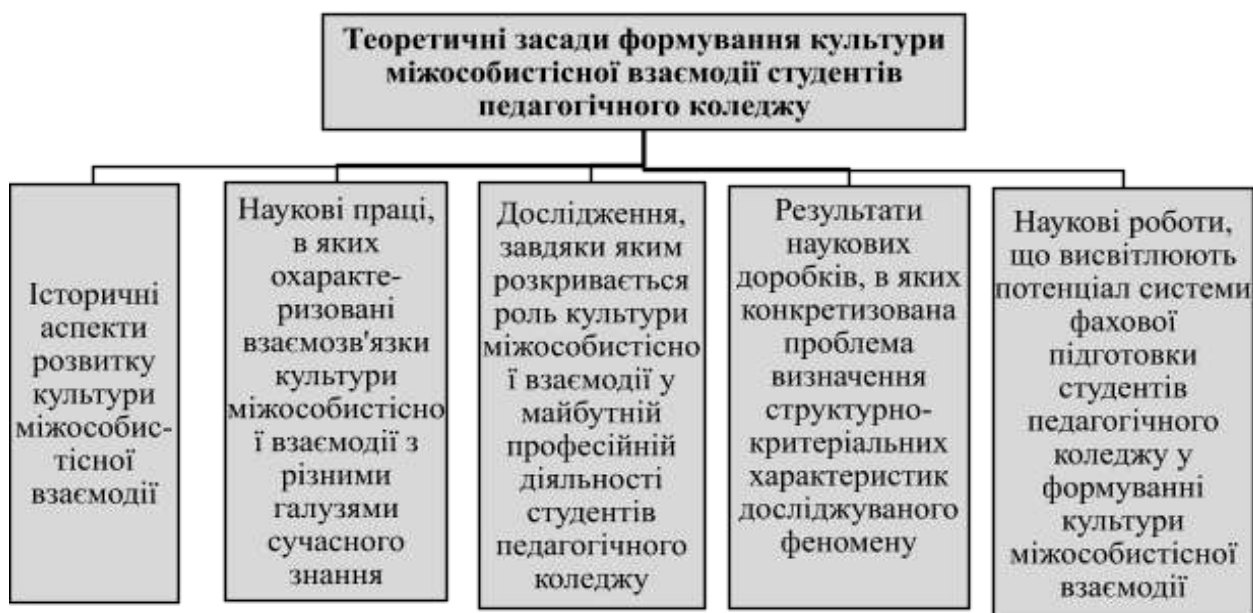 Теоретичні засади формування культури
міжособистісної взаємодії студентів
педагогічного коледжу
Історичні
аспекти
розвитку
культури
міжособис-
тісної
взаємодії
Наукові праці,
в яких
охаракте-
ризовані
взаємозв'язки
культури
міжособистісно
ї взаємодії з
різними
галузями
сучасного
знання
Дослідження,
завдяки яким
розкривається
роль культури
міжособистісно
ї взаємодії у
майбутній
професійній
діяльності
студентів
педагогічного
коледжу
Результати
наукових
доробків, в яких
конкретизована
проблема
визначення
структурно-
критеріальних
характеристик
досліджуваного
феномену
Наукові роботи,
що висвітлюють
потенціал системи
фахової
підготовки
студентів
педагогічного
коледжу у
формуванні
культури
міжособистісної
взаємодії